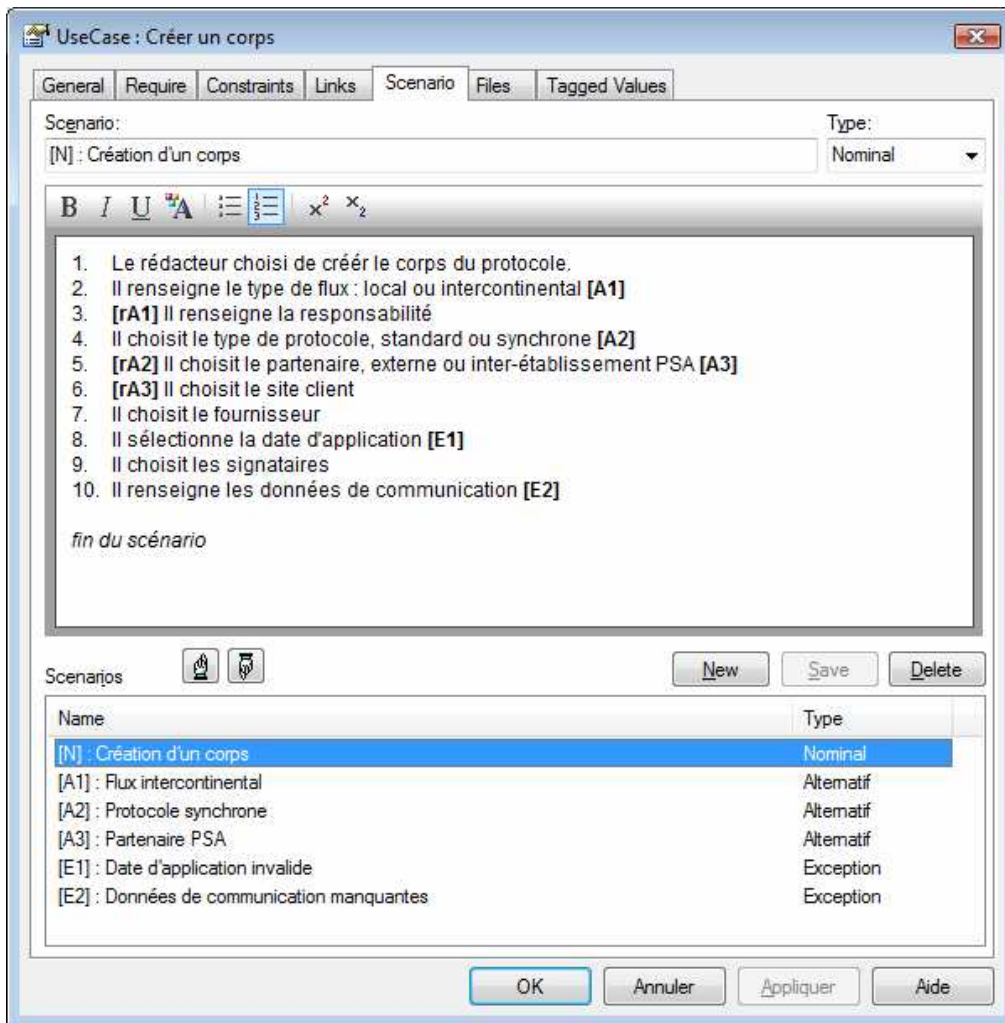 UseCase : Créer un corps
General Require Constraints Links Scenario Files Tagged Values
Scenario: Type:
[N] : Création d'un corps Nominal
B I U A x² x₂
1. Le rédacteur choisi de créér le corps du protocole.
2. Il renseigne le type de flux : local ou intercontinental [A1]
3. [rA1] Il renseigne la responsabilité
4. Il choisit le type de protocole, standard ou synchrone [A2]
5. [rA2] Il choisit le partenaire, externe ou inter-établissement PSA [A3]
6. [rA3] Il choisit le site client
7. Il choisit le fournisseur
8. Il sélectionne la date d'application [E1]
9. Il choisit les signataires
10. Il renseigne les données de communication [E2]
fin du scénario
Scenarios New Save Delete
Name Type
[N] : Création d'un corps Nominal
[A1] : Flux intercontinental Alternatif
[A2] : Protocole synchrone Alternatif
[A3] : Partenaire PSA Alternatif
[E1] : Date d'application invalide Exception
[E2] : Données de communication manquantes Exception
OK Annuler Appliquer Aide